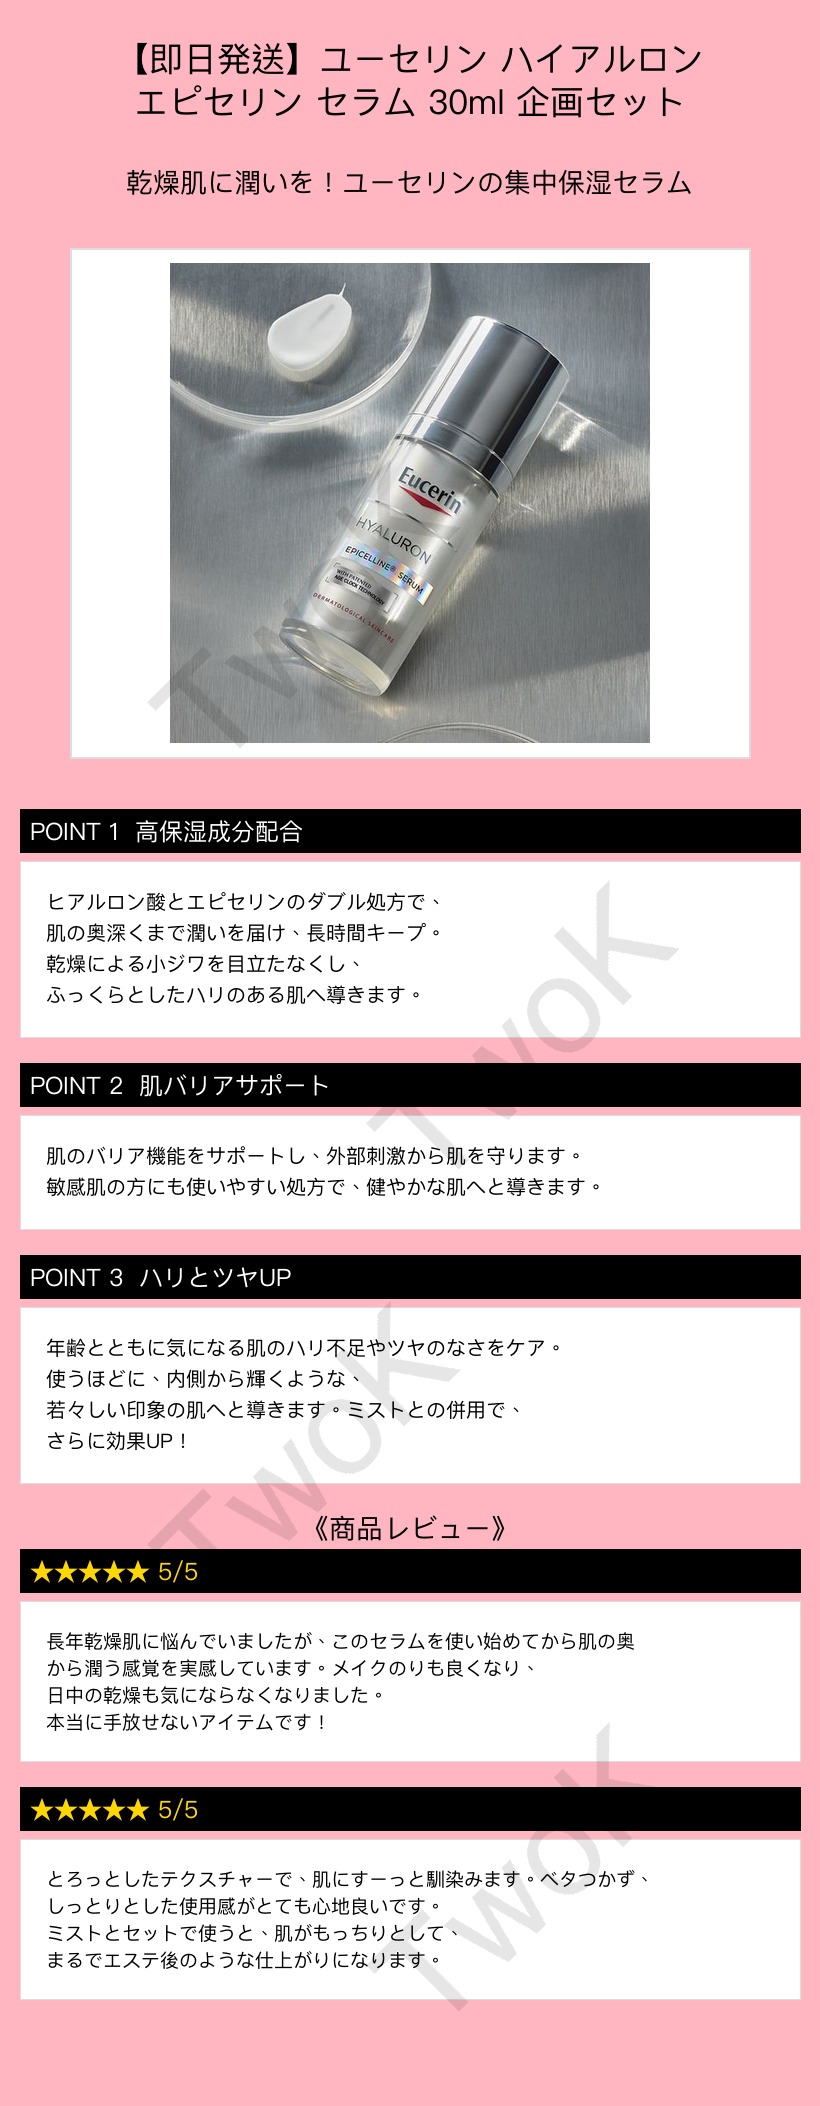 【即日発送】ユーセリン ハイアルロン
エピセリン セラム 30ml 企画セット
乾燥肌に潤いを！ユーセリンの集中保湿セラム
Eucerin
HYALURON
EPICELLINE® SERUM
WITH PATENTED
AGE CLOCK TECHNOLOGY
DERMATOLOGICAL SKINCARE
TwoK
POINT 1 高保湿成分配合
ヒアルロン酸とエピセリンのダブル処方で、
肌の奥深くまで潤いを届け、長時間キープ。
乾燥による小ジワを目立たなくし、
ふっくらとしたハリのある肌へ導きます。
TwoK
POINT 2 肌バリアサポート
肌のバリア機能をサポートし、外部刺激から肌を守ります。
敏感肌の方にも使いやすい処方で、健やかな肌へと導きます。
POINT 3 ハリとツヤUP
年齢とともに気になる肌のハリ不足やツヤのなさをケア。
使うほどに、内側から輝くような、
若々しい印象の肌へと導きます。ミストとの併用で、
さらに効果UP！
TwoK
《商品レビュー》
★★★★★ 5/5
長年乾燥肌に悩んでいましたが、このセラムを使い始めてから肌の奥
から潤う感覚を実感しています。メイクのりも良くなり、
日中の乾燥も気にならなくなりました。
本当に手放せないアイテムです！
★★★★★ 5/5
とろっとしたテクスチャーで、肌にすーっと馴染みます。ベタつかず、
しっとりとした使用感がとても心地良いです。
ミストとセットで使うと、肌がもっちりとして、
まるでエステ後のような仕上がりになります。
TwoK